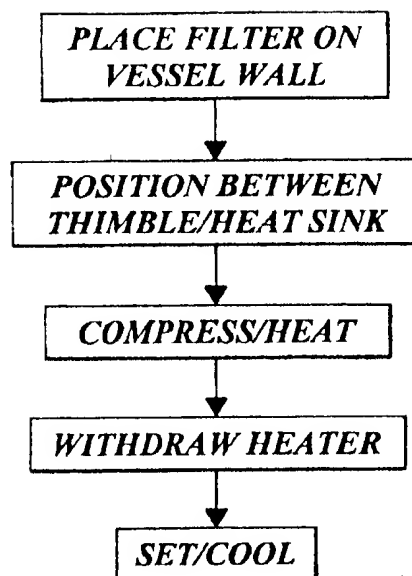 PLACE FILTER ON
VESSEL WALL
POSITION BETWEEN
THIMBLE/HEAT SINK
COMPRESS/HEAT
WITHDRAW HEATER
SET/COOL